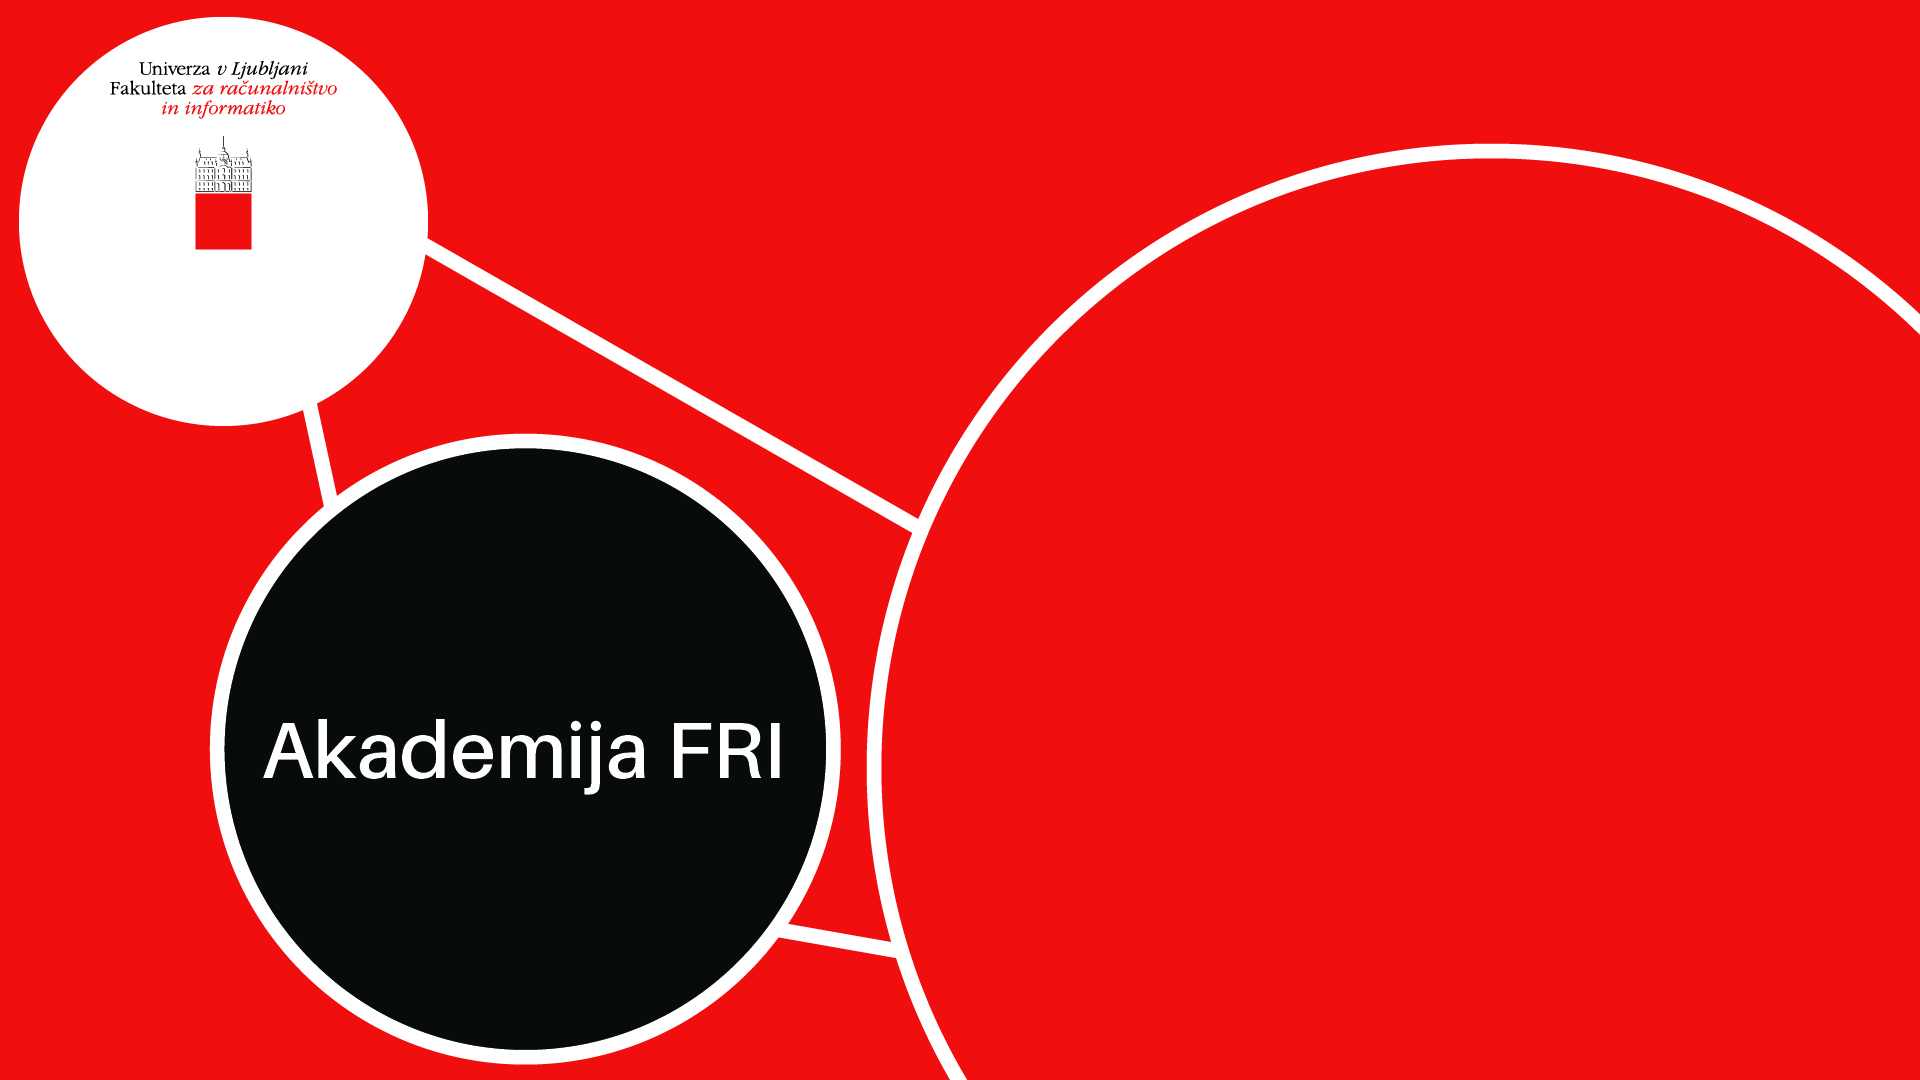 Univerza v Ljubljani
Fakulteta za računalništvo
in informatiko
Akademija FRI